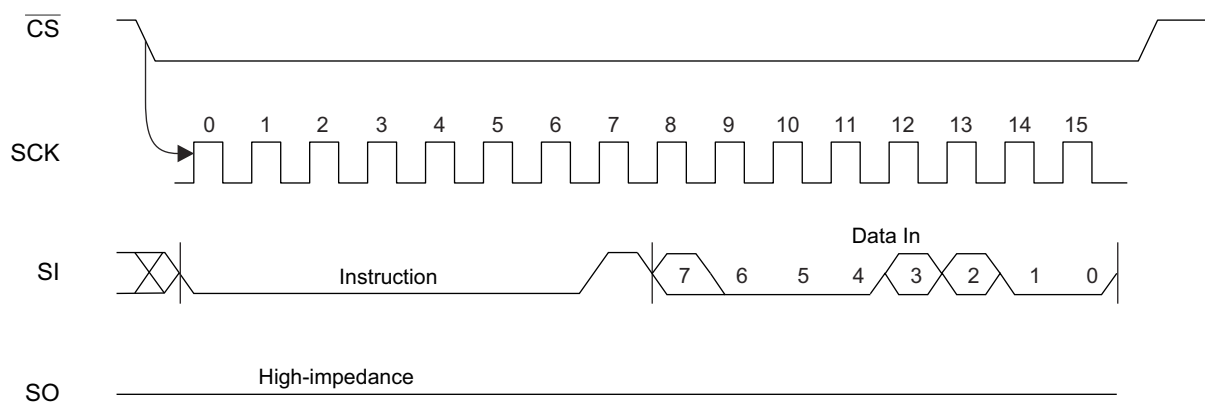 C̅S̅
0 1 2 3 4 5 6 7 8 9 10 11 12 13 14 15
SCK
Data In
SI
Instruction
7 6 5 4 3 2 1 0
High-impedance
SO